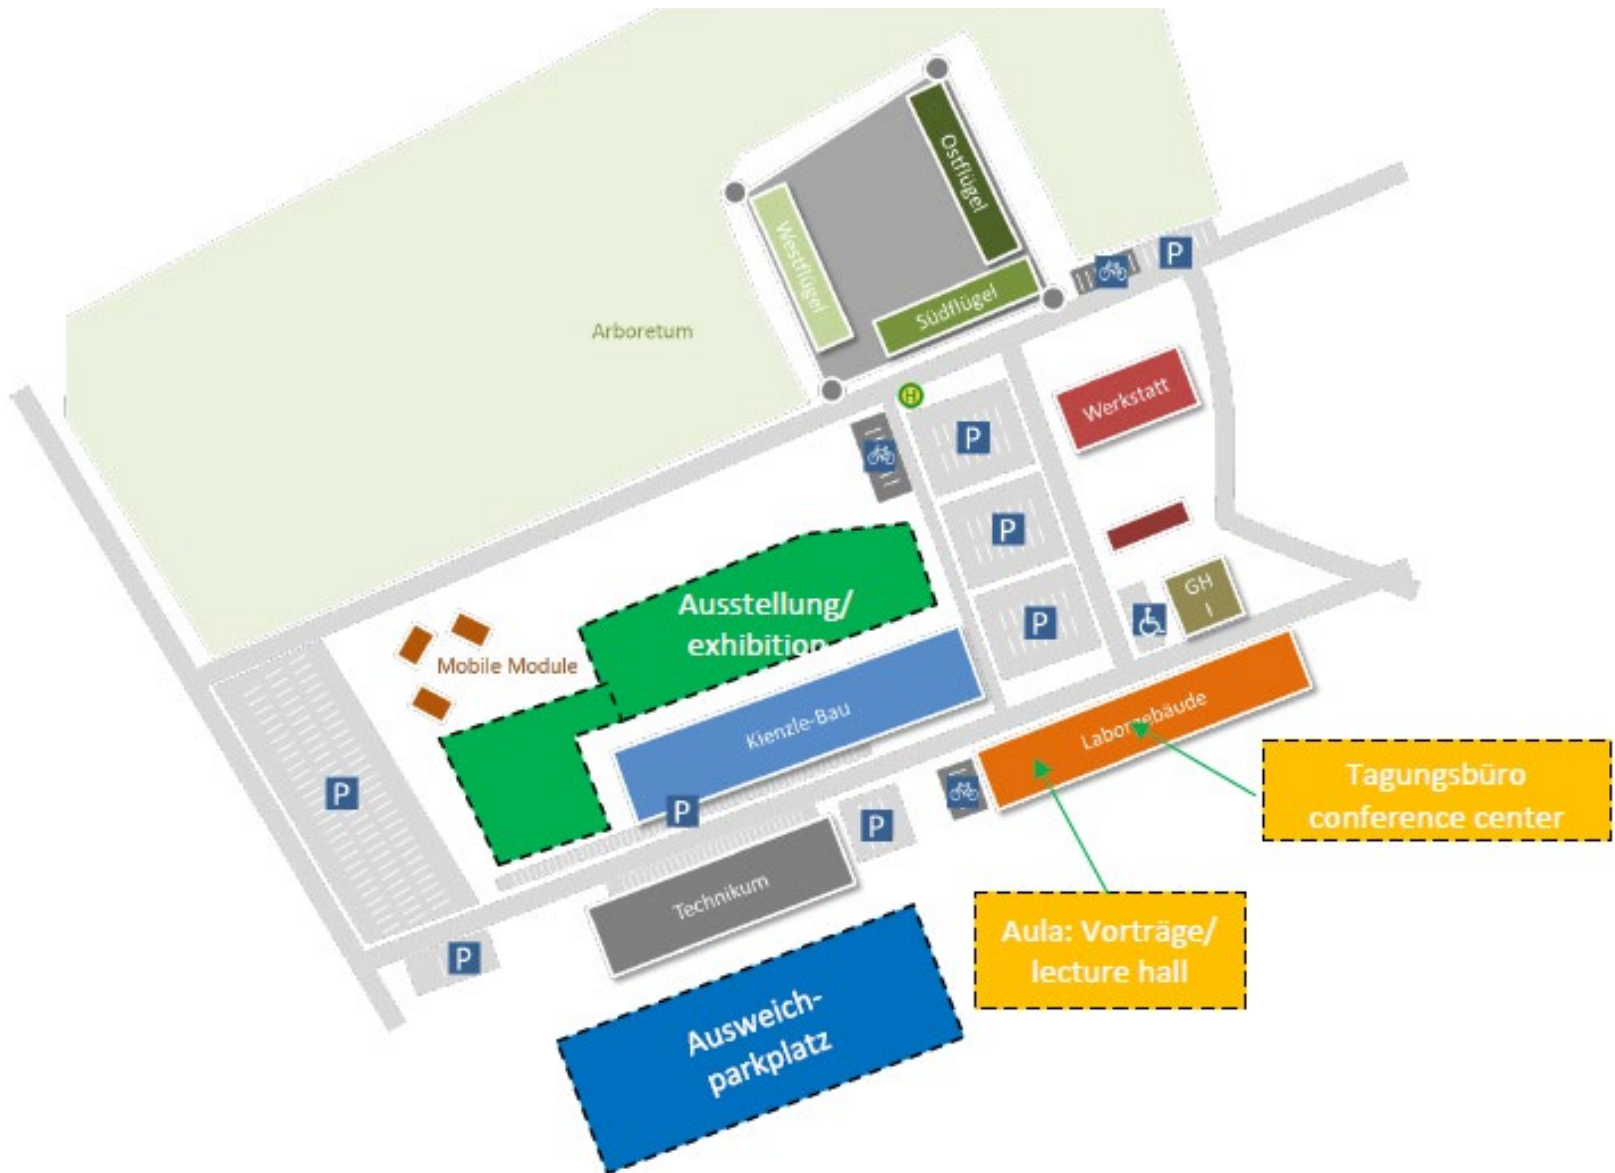 Ostflügel
Westflügel
Südflügel
Arboretum
P
H
P
Werkstatt
P
GH
I
P
Ausstellung/
exhibition
Mobile Module
Kienzle-Bau
Laborgebäude
P
P
P
Tagungsbüro
conference center
Technikum
P
Aula: Vorträge/
lecture hall
Ausweich-
parkplatz